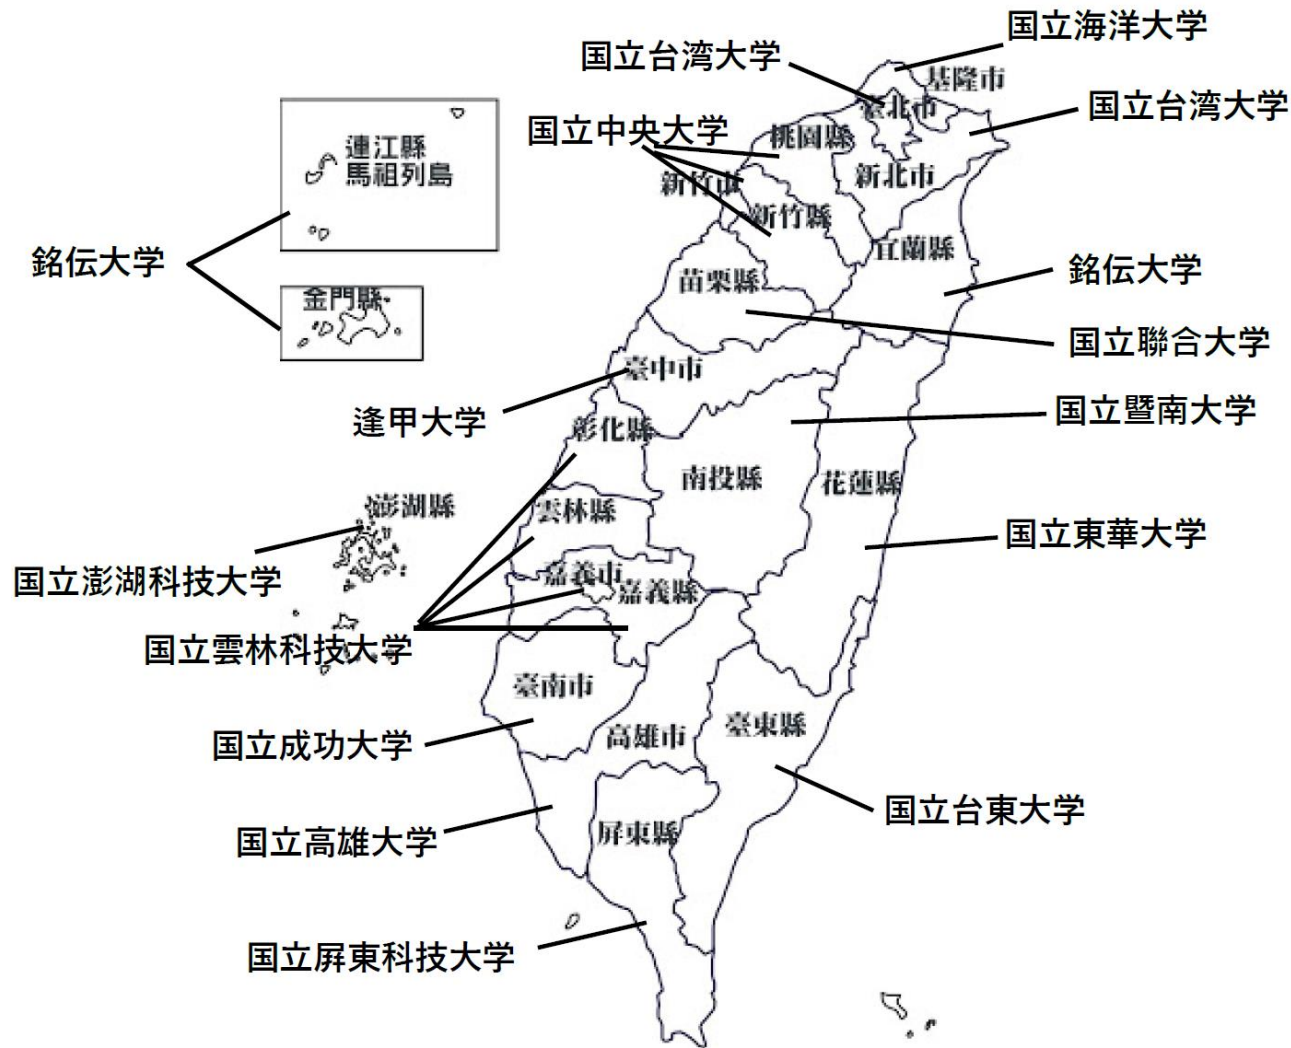 国立海洋大学
国立台湾大学
基隆市
臺北市
国立台湾大学
国立中央大学
桃園縣
新竹市
新北市
連江縣
馬祖列島
新竹縣
宜蘭縣
銘伝大学
銘伝大学
苗栗縣
金門縣
国立聯合大学
臺中市
逢甲大学
国立暨南大学
彰化縣
南投縣
花蓮縣
澎湖縣
雲林縣
国立東華大学
国立澎湖科技大学
嘉義市
嘉義縣
国立雲林科技大学
臺南市
国立成功大学
高雄市
臺東縣
国立台東大学
国立高雄大学
屏東縣
国立屏東科技大学